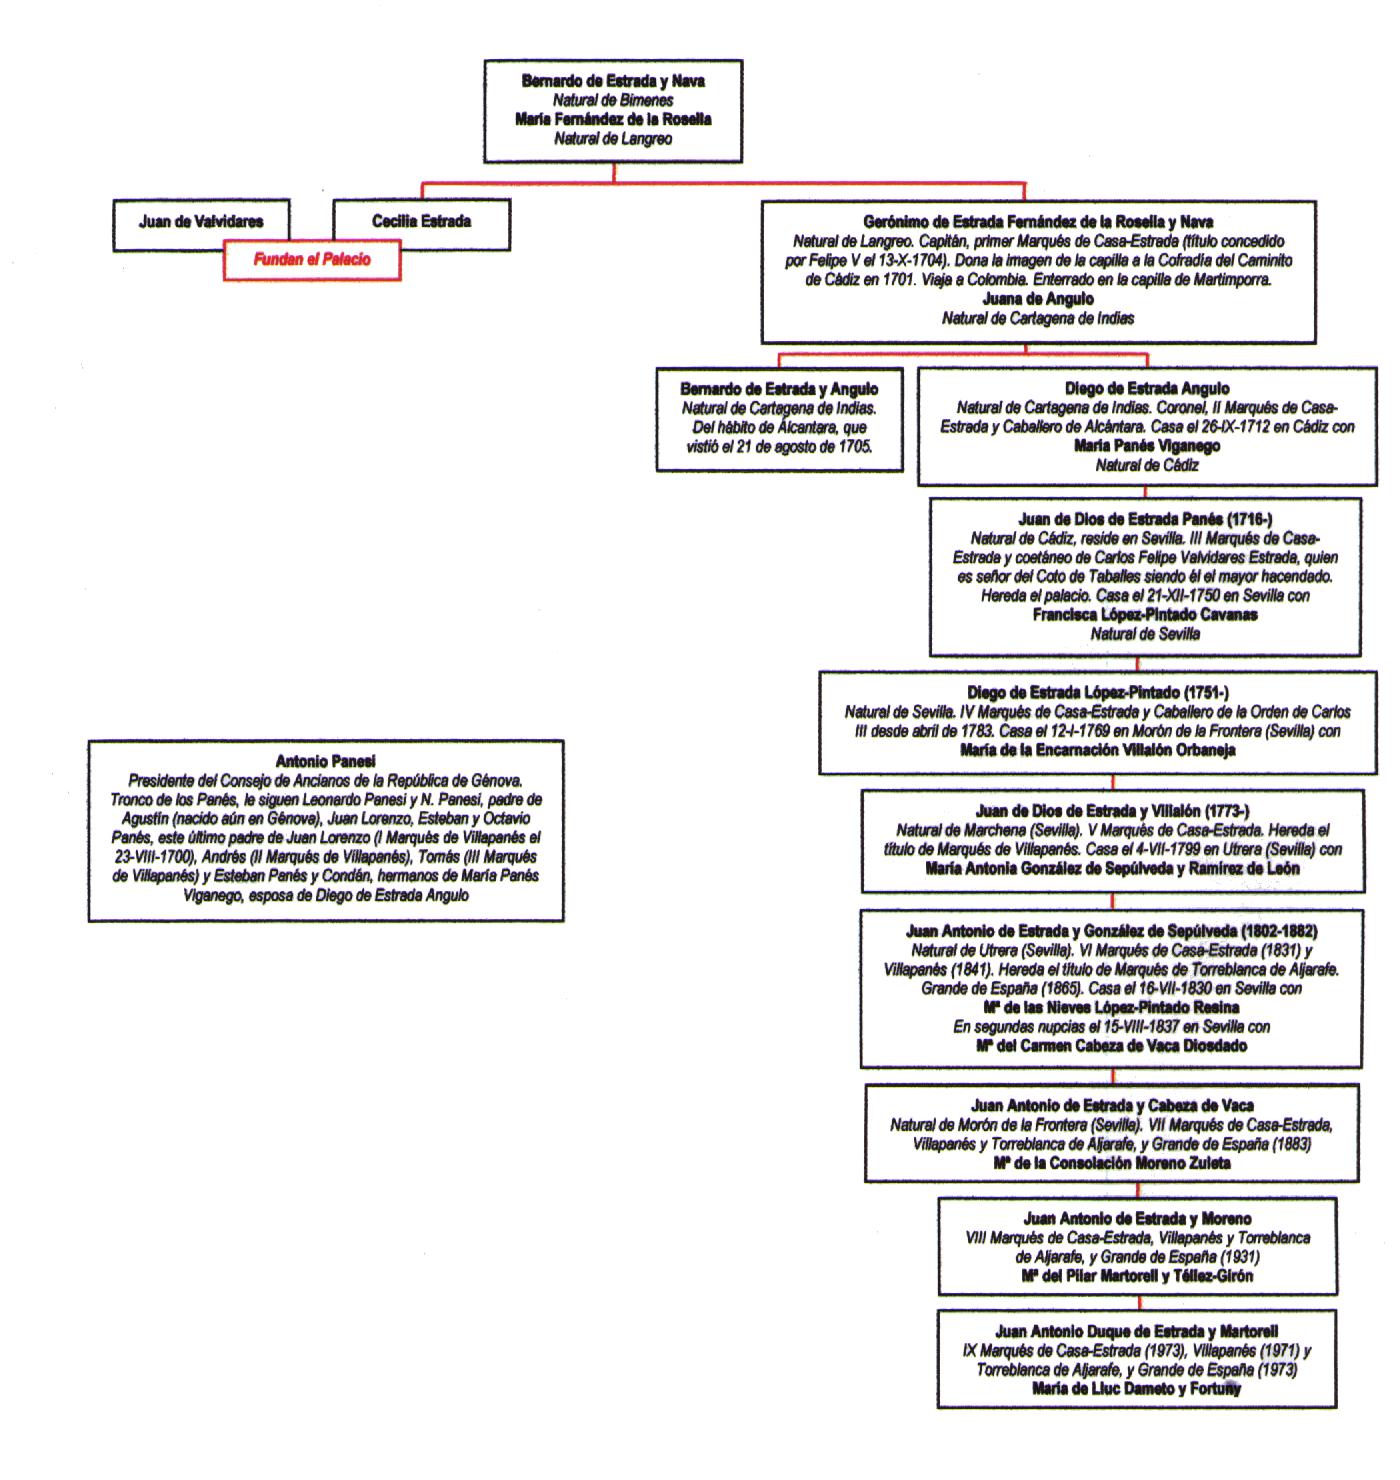 Bernardo de Estrada y Nava
Natural de Bimenes
María Fernández de la Rosella
Natural de Langreo
Juan de Valvidares
Cecilia Estrada
Fundan el Palacio
Gerónimo de Estrada Fernández de la Rosella y Nava
Natural de Langreo. Capitán, primer Marqués de Casa-Estrada (título concedido
por Felipe V el 13-X-1704). Dona la imagen de la capilla a la Cofradía del Caminito
de Cádiz en 1701. Viaja a Colombia. Enterrado en la capilla de Martimporra.
Juana de Angulo
Natural de Cartagena de Indias
Bernardo de Estrada y Angulo
Natural de Cartagena de Indias.
Del hábito de Álcantara, que
vistió el 21 de agosto de 1705.
Diego de Estrada Angulo
Natural de Cartagena de Indias. Coronel, II Marqués de Casa-
Estrada y Caballero de Alcántara. Casa el 26-IX-1712 en Cádiz con
María Panés Viganego
Natural de Cádiz
Juan de Dios de Estrada Panés (1716-)
Natural de Cádiz, reside en Sevilla. III Marqués de Casa-
Estrada y coetáneo de Carlos Felipe Valvidares Estrada, quien
es señor del Coto de Taballes siendo él el mayor hacendado.
Hereda el palacio. Casa el 21-XII-1750 en Sevilla con
Francisca López-Pintado Cavanas
Natural de Sevilla
Diego de Estrada López-Pintado (1751-)
Natural de Sevilla. IV Marqués de Casa-Estrada y Caballero de la Orden de Carlos
III desde abril de 1783. Casa el 12-I-1769 en Morón de la Frontera (Sevilla) con
María de la Encarnación Villalón Orbaneja
Antonio Panesi
Presidente del Consejo de Ancianos de la República de Génova.
Tronco de los Panés, le siguen Leonardo Panesi y N. Panesi, padre de
Agustín (nacido aún en Génova), Juan Lorenzo, Esteban y Octavio
Panés, este último padre de Juan Lorenzo (I Marqués de Villapanés el
23-VIII-1700), Andrés (II Marqués de Villapanés), Tomás (III Marqués
de Villapanés) y Esteban Panés y Condán, hermanos de María Panés
Viganego, esposa de Diego de Estrada Angulo
Juan de Dios de Estrada y Villalón (1773-)
Natural de Marchena (Sevilla). V Marqués de Casa-Estrada. Hereda el
título de Marqués de Villapanés. Casa el 4-VII-1799 en Utrera (Sevilla) con
María Antonia González de Sepúlveda y Ramírez de León
Juan Antonio de Estrada y González de Sepúlveda (1802-1882)
Natural de Utrera (Sevilla). VI Marqués de Casa-Estrada (1831) y
Villapanés (1841). Hereda el título de Marqués de Torreblanca de Aljarafe.
Grande de España (1865). Casa el 16-VII-1830 en Sevilla con
Mª de las Nieves López-Pintado Resina
En segundas nupcias el 15-VIII-1837 en Sevilla con
Mª del Carmen Cabeza de Vaca Diosdado
Juan Antonio de Estrada y Cabeza de Vaca
Natural de Morón de la Frontera (Sevilla). VII Marqués de Casa-Estrada,
Villapanés y Torreblanca de Aljarafe, y Grande de España (1883)
Mª de la Consolación Moreno Zuleta
Juan Antonio de Estrada y Moreno
VIII Marqués de Casa-Estrada, Villapanés y Torreblanca
de Aljarafe, y Grande de España (1931)
Mª del Pilar Martorell y Téllez-Girón
Juan Antonio Duque de Estrada y Martorell
IX Marqués de Casa-Estrada (1973), Villapanés (1971) y
Torreblanca de Aljarafe, y Grande de España (1973)
María de Lluc Dameto y Fortuny